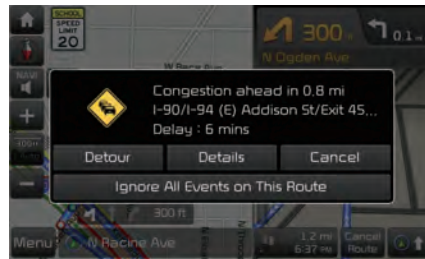 SCHOOL
SPEED
LIMIT
20
300
0.1
N Ogden Ave
W Race Ave
NAVI
Congestion ahead in 0.8 mi
I-90/I-94 (E) Addison St/Exit 45...
Delay : 6 mins
Detour
Details
Cancel
Ignore All Events on This Route
300 ft
Menu
N Racine Ave
1.2 mi
6:37 PM
Cancel
Route